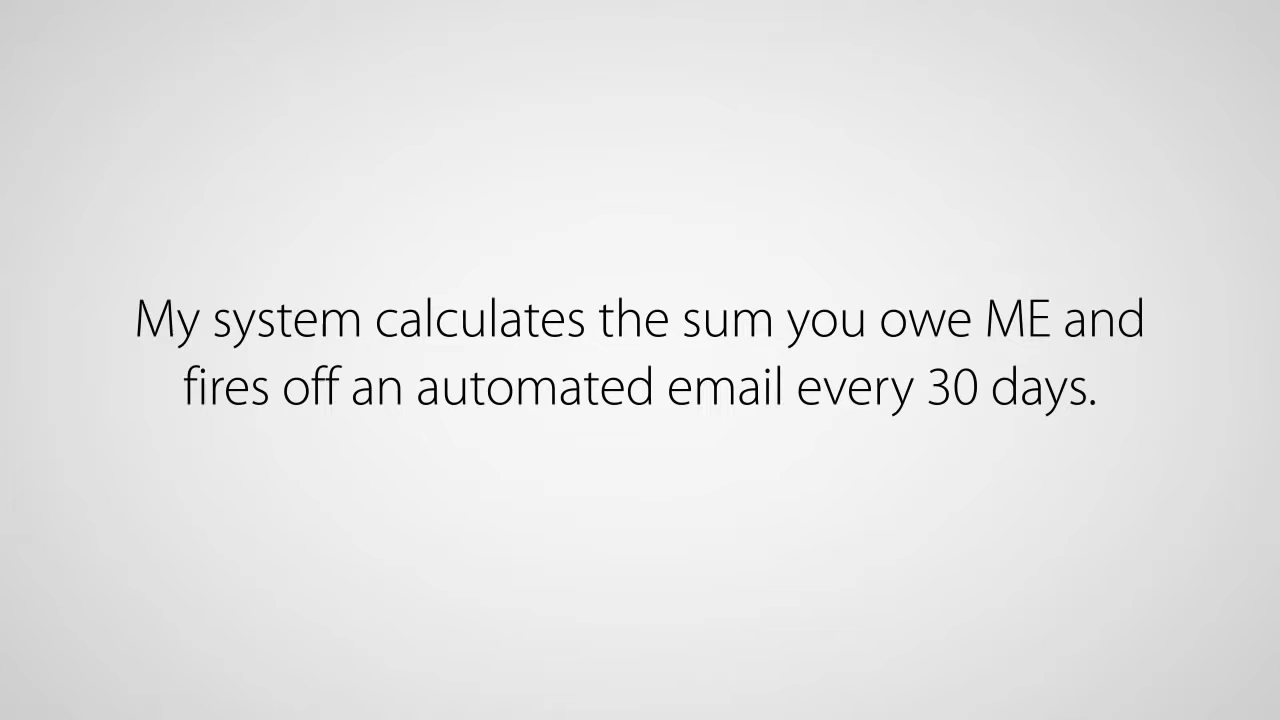 My system calculates the sum you owe ME and
fires off an automated email every 30 days.